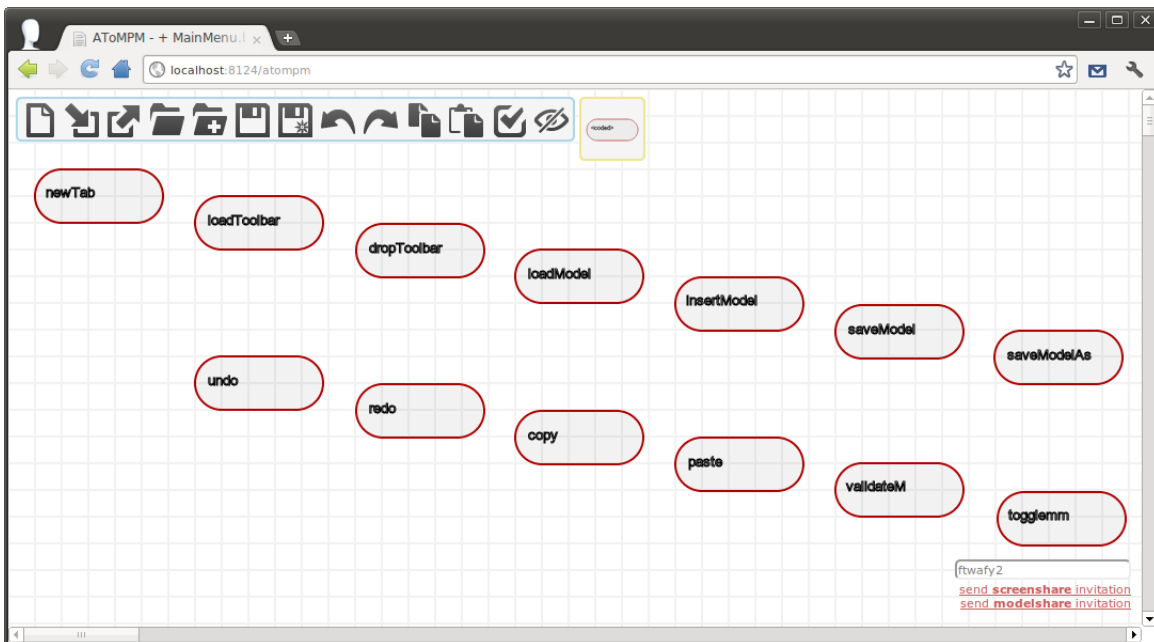 AToMPM - + MainMenu.
localhost:8124/atompm
«coded»
newTab
loadToolbar
dropToolbar
loadModel
insertModel
saveModel
saveModelAs
undo
redo
copy
paste
validateM
togglemm
ftwafy2
send screenshare invitation
send modelshare invitation